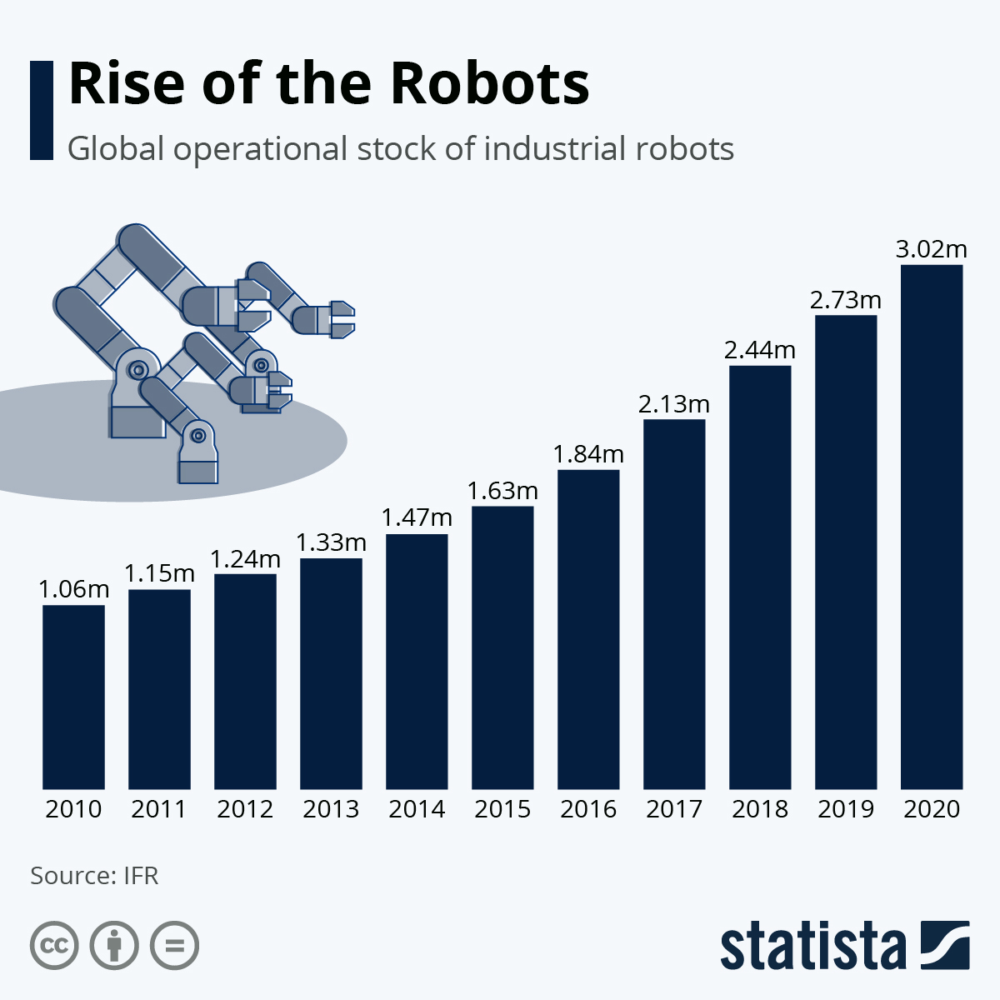 Rise of the Robots
Global operational stock of industrial robots
1.06m
1.15m
1.24m
1.33m
1.47m
1.63m
1.84m
2.13m
2.44m
2.73m
3.02m
2010 2011 2012 2013 2014 2015 2016 2017 2018 2019 2020
Source: IFR
cc
statista